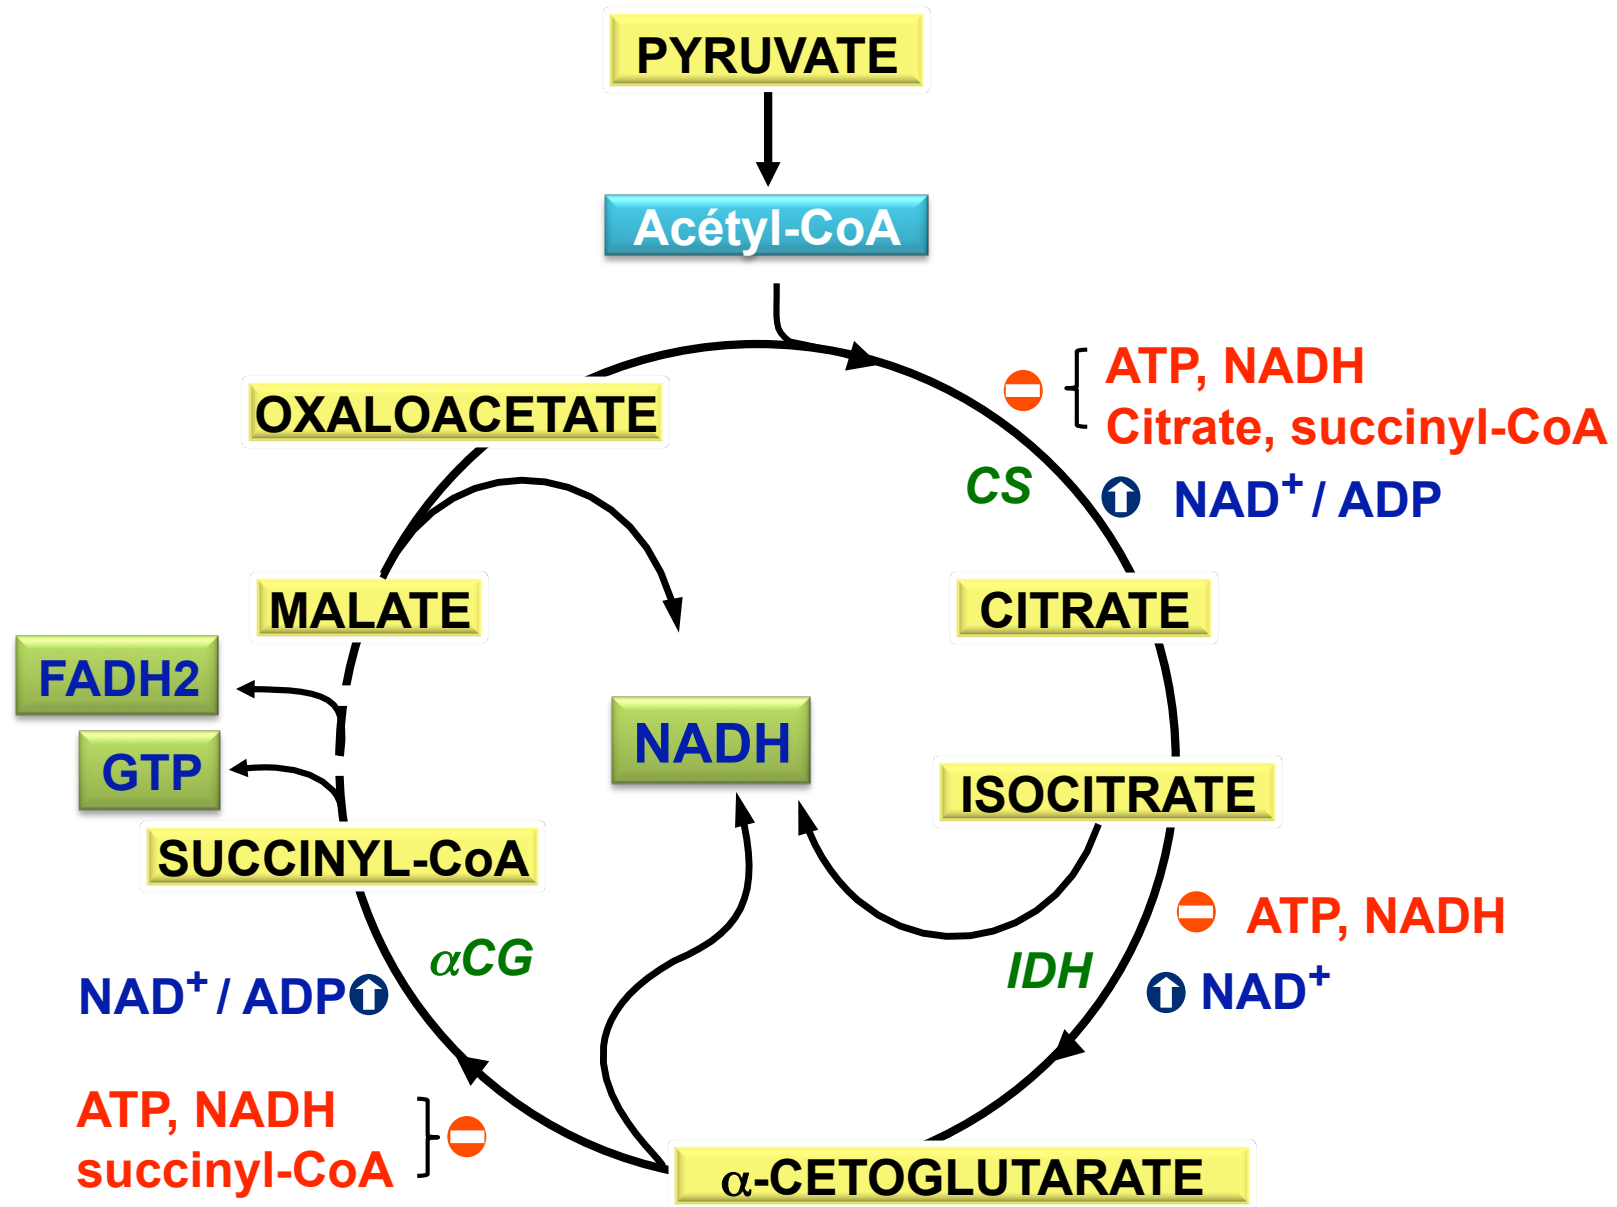 PYRUVATE
Acétyl-CoA
ATP, NADH
Citrate, succinyl-CoA
OXALOACETATE
CS
NAD+ / ADP
MALATE
CITRATE
FADH2
NADH
GTP
ISOCITRATE
SUCCINYL-CoA
ATP, NADH
αCG
IDH
NAD+ / ADP
NAD+
ATP, NADH
succinyl-CoA
α-CETOGLUTARATE